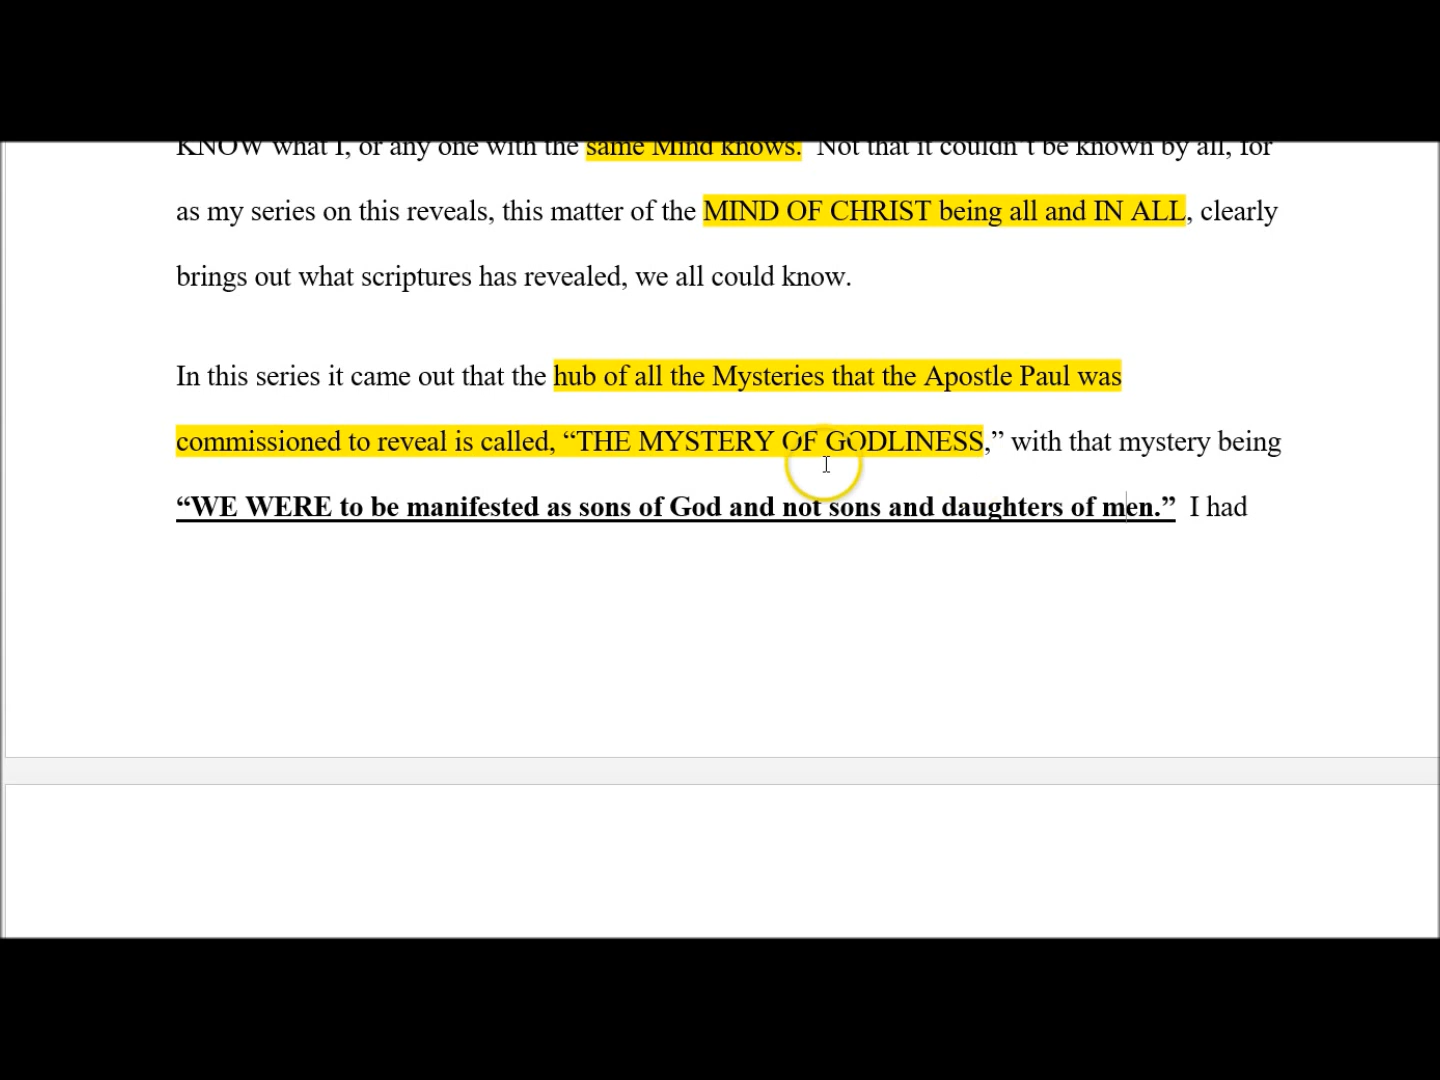 KNOW what I, or any one with the same Mind knows.  Not that it couldn’t be known by all, for
as my series on this reveals, this matter of the MIND OF CHRIST being all and IN ALL, clearly
brings out what scriptures has revealed, we all could know.
In this series it came out that the hub of all the Mysteries that the Apostle Paul was
commissioned to reveal is called, “THE MYSTERY OF GODLINESS,” with that mystery being
“WE WERE to be manifested as sons of God and not sons and daughters of men.”  I had